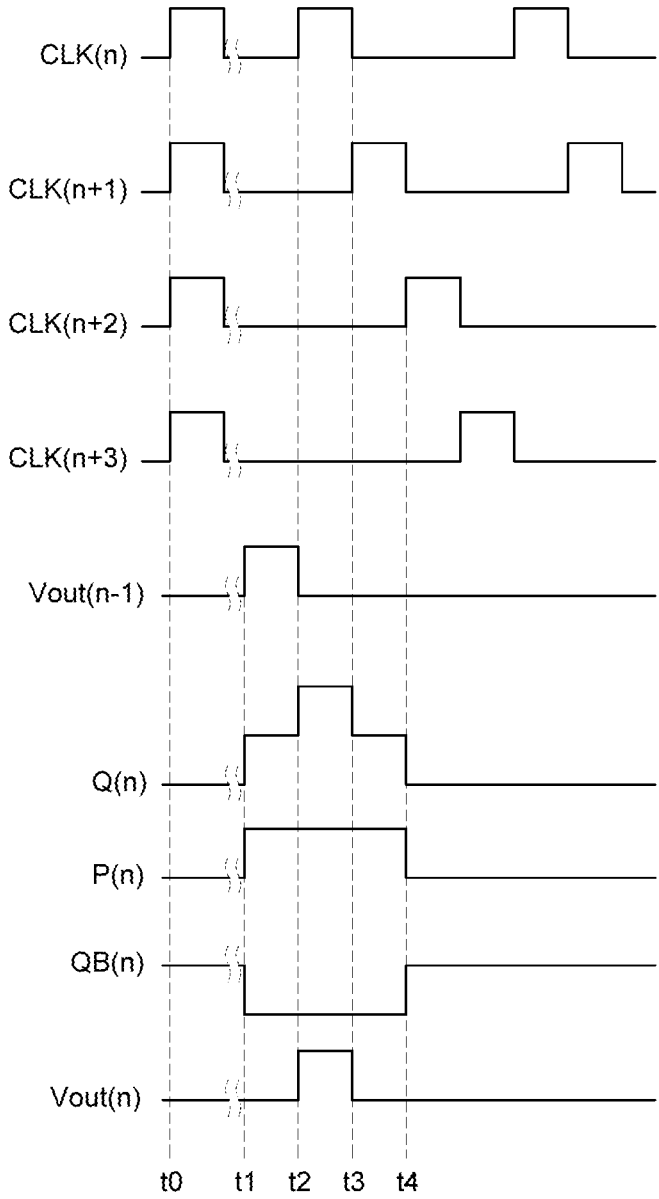 CLK(n)
CLK(n+1)
CLK(n+2)
CLK(n+3)
Vout(n-1)
Q(n)
P(n)
QB(n)
Vout(n)
t0 t1 t2 t3 t4